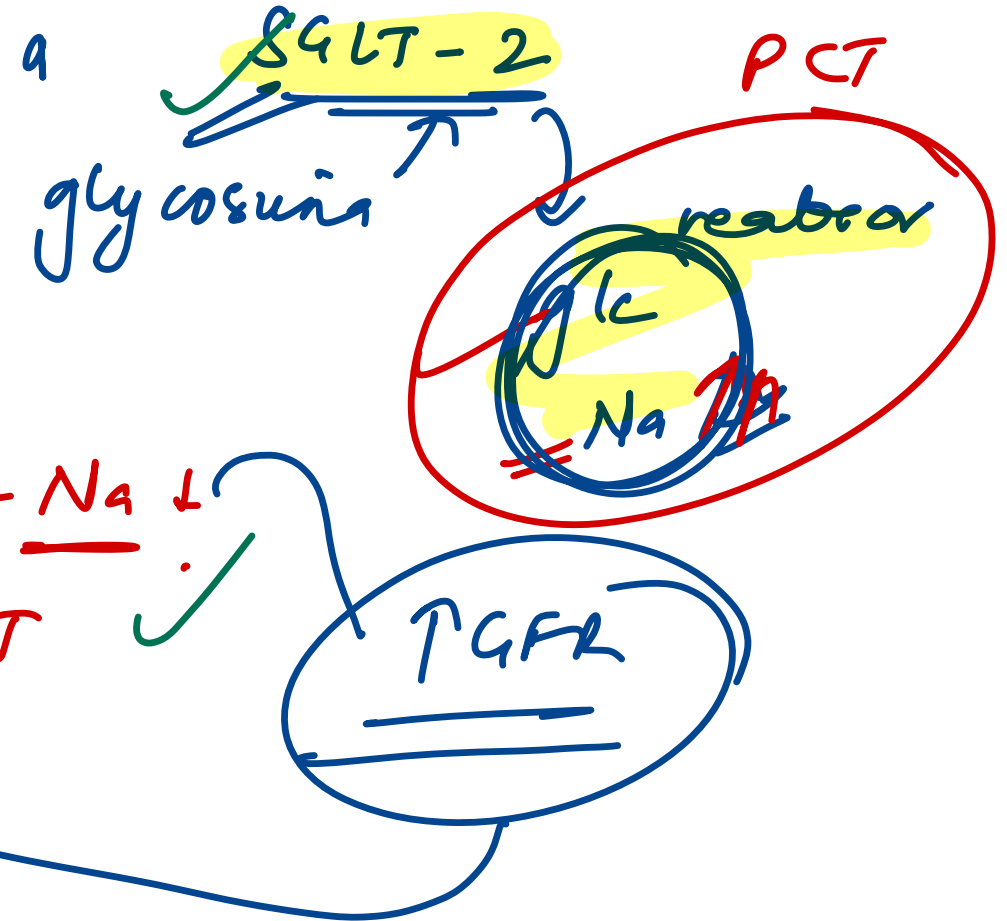 a SGLT-2
PCT
glycosuria
reabsor
glc
Na ↑↑
- Na ↓
T
↑ GFR